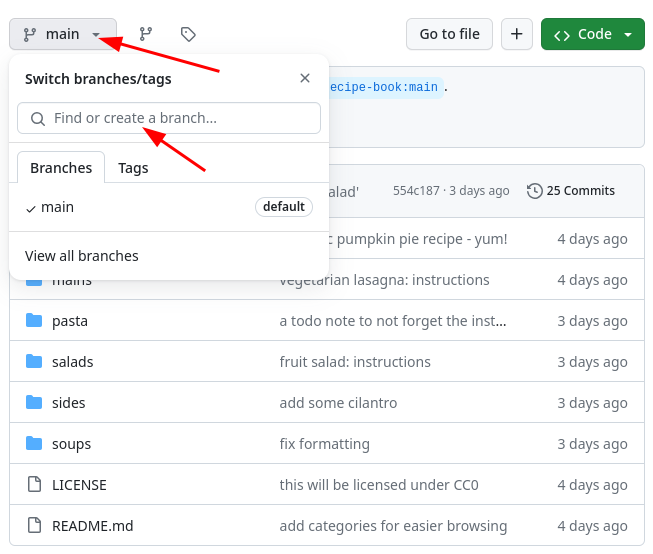 main
Go to file
Code
Switch branches/tags
ecipe-book:main.
Find or create a branch...
Branches Tags
alad' 554c187 · 3 days ago 25 Commits
main default
c pumpkin pie recipe - yum! 4 days ago
View all branches
mains vegetarian lasagna: instructions 4 days ago
pasta a todo note to not forget the inst... 3 days ago
salads fruit salad: instructions 3 days ago
sides add some cilantro 3 days ago
soups fix formatting 3 days ago
LICENSE this will be licensed under CC0 4 days ago
README.md add categories for easier browsing 4 days ago